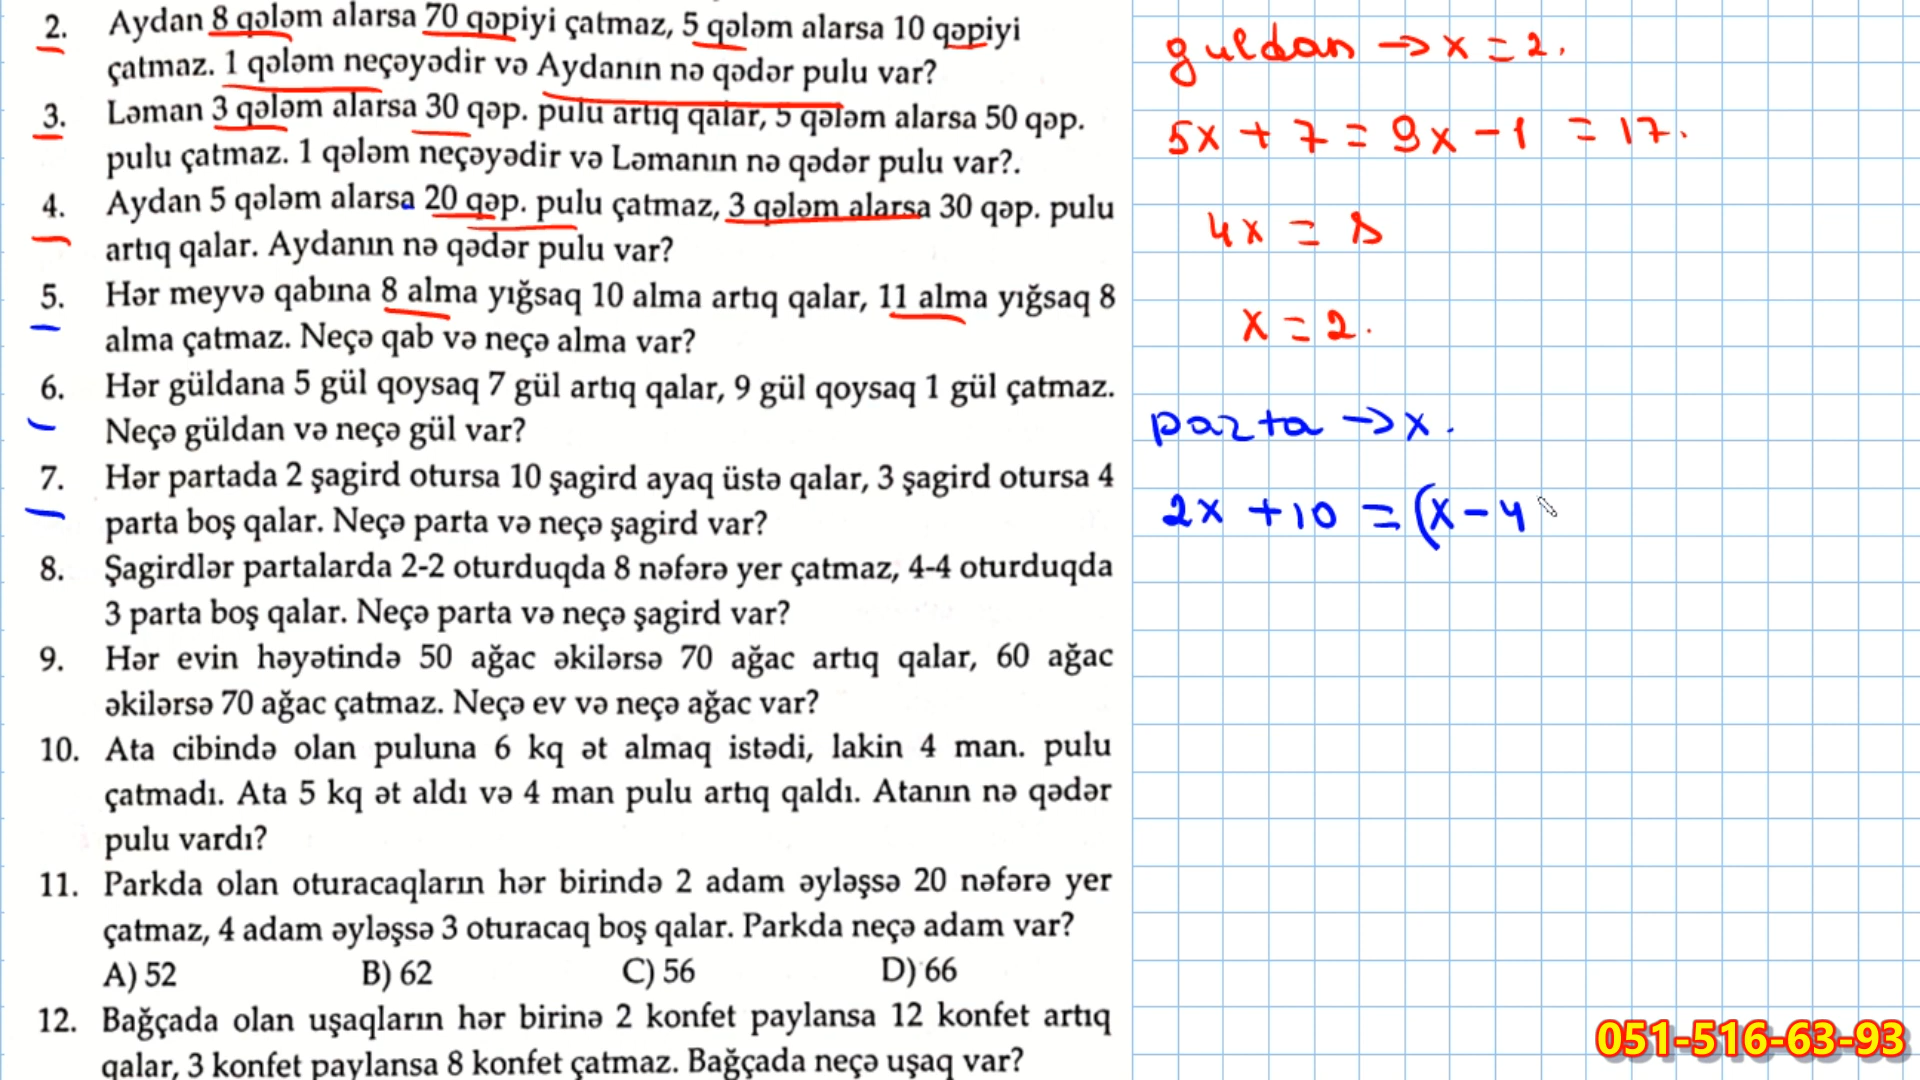 2. Aydan 8 qələm alarsa 70 qəpiyi çatmaz, 5 qələm alarsa 10 qəpiyi
çatmaz. 1 qələm neçəyədir və Aydanın nə qədər pulu var?
3. Ləman 3 qələm alarsa 30 qəp. pulu artıq qalar, 5 qələm alarsa 50 qəp.
pulu çatmaz. 1 qələm neçəyədir və Ləmanın nə qədər pulu var?.
4. Aydan 5 qələm alarsa 20 qəp. pulu çatmaz, 3 qələm alarsa 30 qəp. pulu
artıq qalar. Aydanın nə qədər pulu var?
5. Hər meyvə qabına 8 alma yığsaq 10 alma artıq qalar, 11 alma yığsaq 8
alma çatmaz. Neçə qab və neçə alma var?
6. Hər güldana 5 gül qoysaq 7 gül artıq qalar, 9 gül qoysaq 1 gül çatmaz.
Neçə güldan və neçə gül var?
7. Hər partada 2 şagird otursa 10 şagird ayaq üstə qalar, 3 şagird otursa 4
parta boş qalar. Neçə parta və neçə şagird var?
8. Şagirdlər partalarda 2-2 oturduqda 8 nəfərə yer çatmaz, 4-4 oturduqda
3 parta boş qalar. Neçə parta və neçə şagird var?
9. Hər evin həyətində 50 ağac əkilərsə 70 ağac artıq qalar, 60 ağac
əkilərsə 70 ağac çatmaz. Neçə ev və neçə ağac var?
10. Ata cibində olan puluna 6 kq ət almaq istədi, lakin 4 man. pulu
çatmadı. Ata 5 kq ət aldı və 4 man pulu artıq qaldı. Atanın nə qədər
pulu vardı?
11. Parkda olan oturacaqların hər birində 2 adam əyləşsə 20 nəfərə yer
çatmaz, 4 adam əyləşsə 3 oturacaq boş qalar. Parkda neçə adam var?
A) 52 B) 62 C) 56 D) 66
12. Bağçada olan uşaqların hər birinə 2 konfet paylansa 12 konfet artıq
qalar, 3 konfet paylansa 8 konfet çatmaz. Bağçada neçə uşaq var?
guldan → x = 2.
5x + 7 = 9x - 1 = 17.
4x = 8
x = 2.
parta → x.
2x + 10 = (x - 4
051-516-63-93